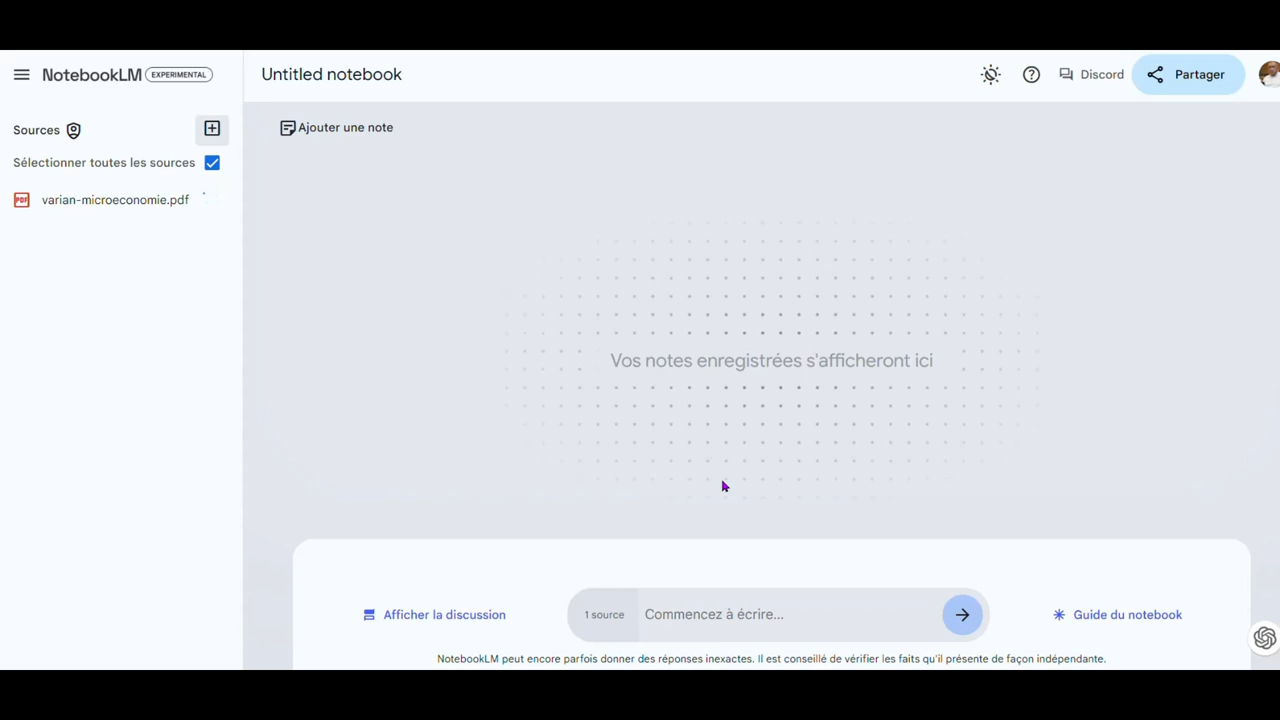 NotebookLM EXPERIMENTAL
Untitled notebook
Discord
Partager
Sources
Ajouter une note
Sélectionner toutes les sources
PDF varian-microeconomie.pdf
Vos notes enregistrées s'afficheront ici
Afficher la discussion
1 source
Commencez à écrire...
Guide du notebook
NotebookLM peut encore parfois donner des réponses inexactes. Il est conseillé de vérifier les faits qu'il présente de façon indépendante.